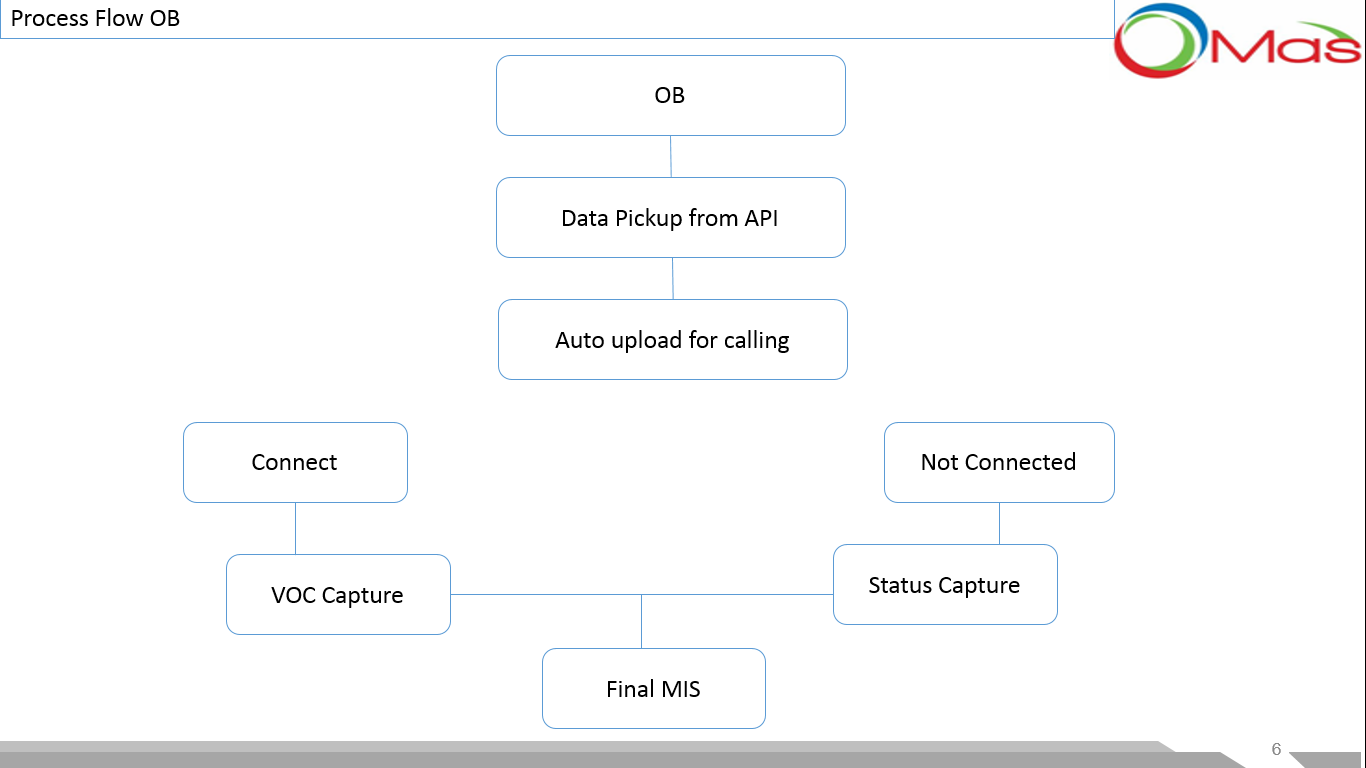 Process Flow OB
Mas
OB
Data Pickup from API
Auto upload for calling
Connect
Not Connected
VOC Capture
Status Capture
Final MIS
6